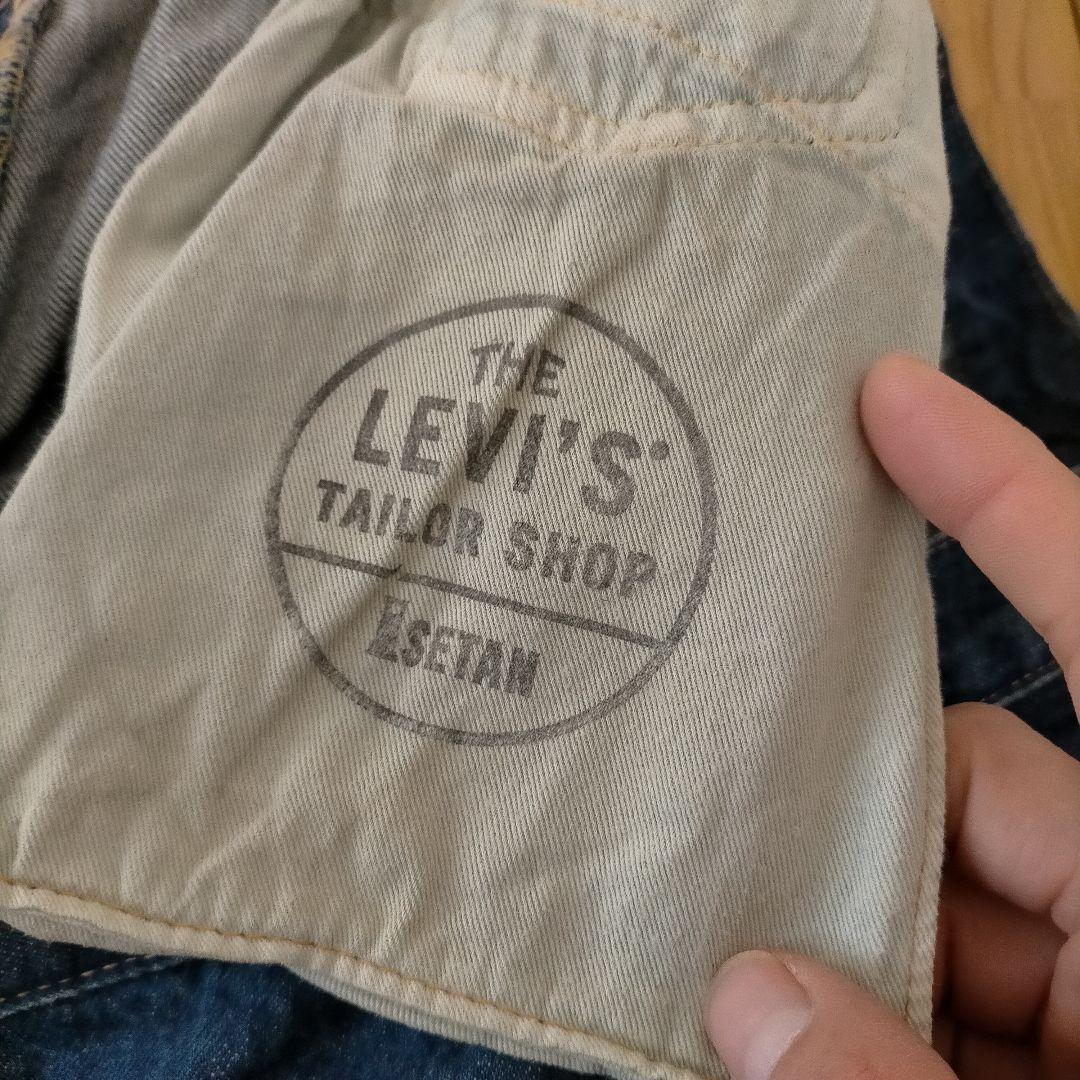 THE
LEVI'S
TAILOR SHOP
ISETAN